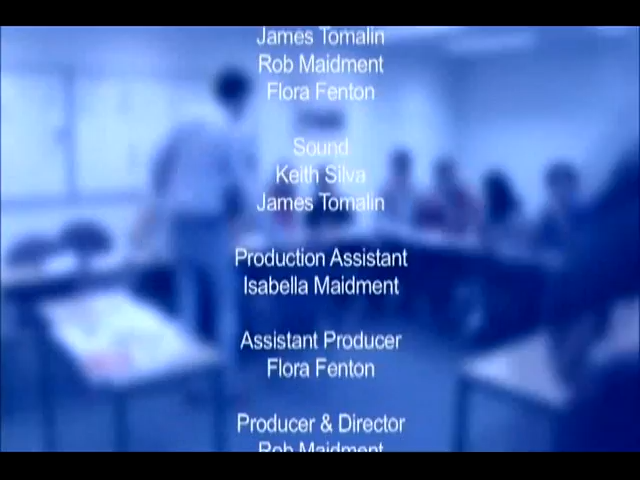 James Tomalin
Rob Maidment
Flora Fenton
Sound
Keith Silva
James Tomalin
Production Assistant
Isabella Maidment
Assistant Producer
Flora Fenton
Producer & Director
Rob Maidment